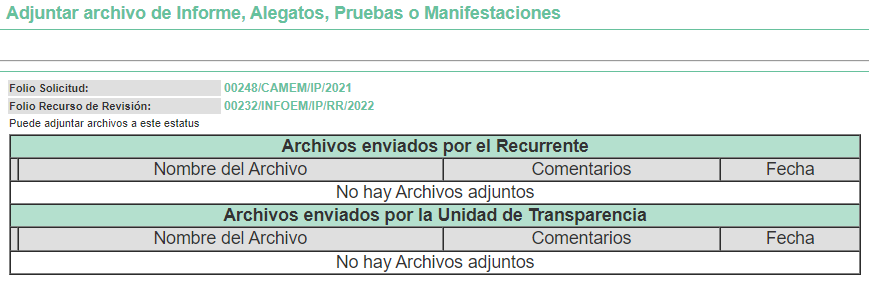 Adjuntar archivo de Informe, Alegatos, Pruebas o Manifestaciones
Folio Solicitud: 00248/CAMEM/IP/2021
Folio Recurso de Revisión: 00232/INFOEM/IP/RR/2022
Puede adjuntar archivos a este estatus
Archivos enviados por el Recurrente
Nombre del Archivo Comentarios Fecha
No hay Archivos adjuntos
Archivos enviados por la Unidad de Transparencia
Nombre del Archivo Comentarios Fecha
No hay Archivos adjuntos